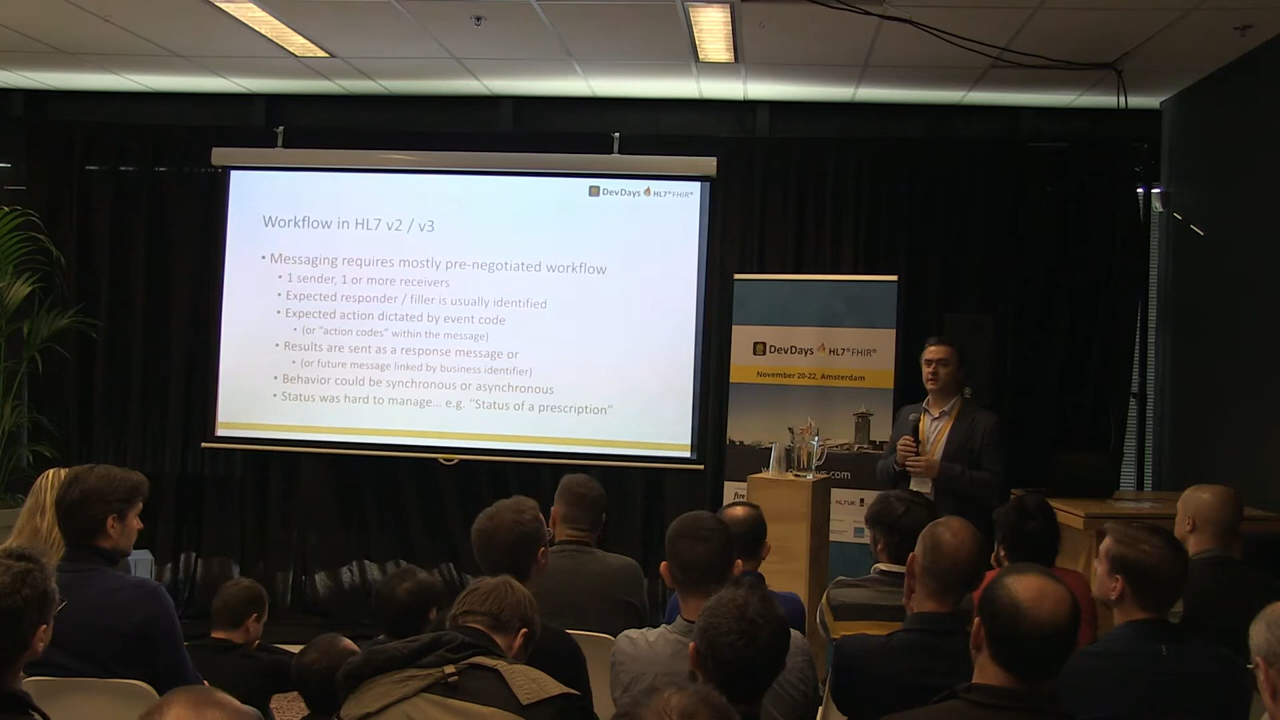 DevDays HL7® FHIR®
Workflow in HL7 v2 / v3
• Messaging requires mostly pre-negotiated workflow
• 1 sender, 1 or more receivers
• Expected responder / filler is usually identified
• Expected action dictated by event code
• (or "action codes" within the message)
• Results are sent as a response message or
• (or future message linked by business identifier)
• Behavior could be synchronous or asynchronous
• Status was hard to manage... e.g. "Status of a prescription"
DevDays HL7® FHIR®
November 20-22, Amsterdam
fire
HL7UK